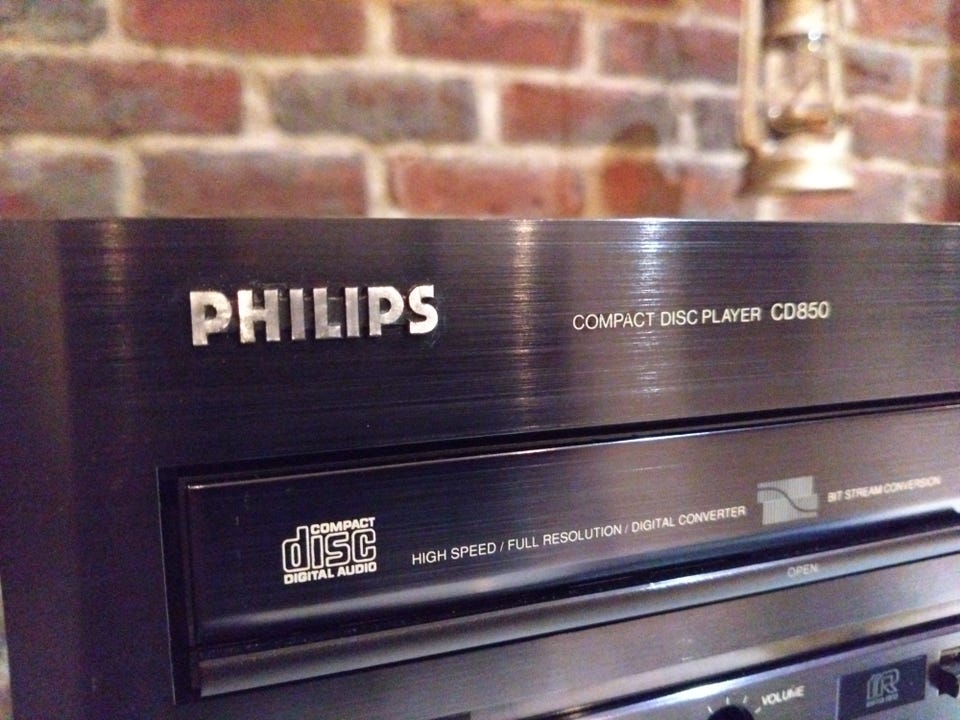 PHILIPS
COMPACT DISC PLAYER CD850
COMPACT
disc
DIGITAL AUDIO
HIGH SPEED / FULL RESOLUTION / DIGITAL CONVERTER
BIT STREAM CONVERSION
OPEN
VOLUME